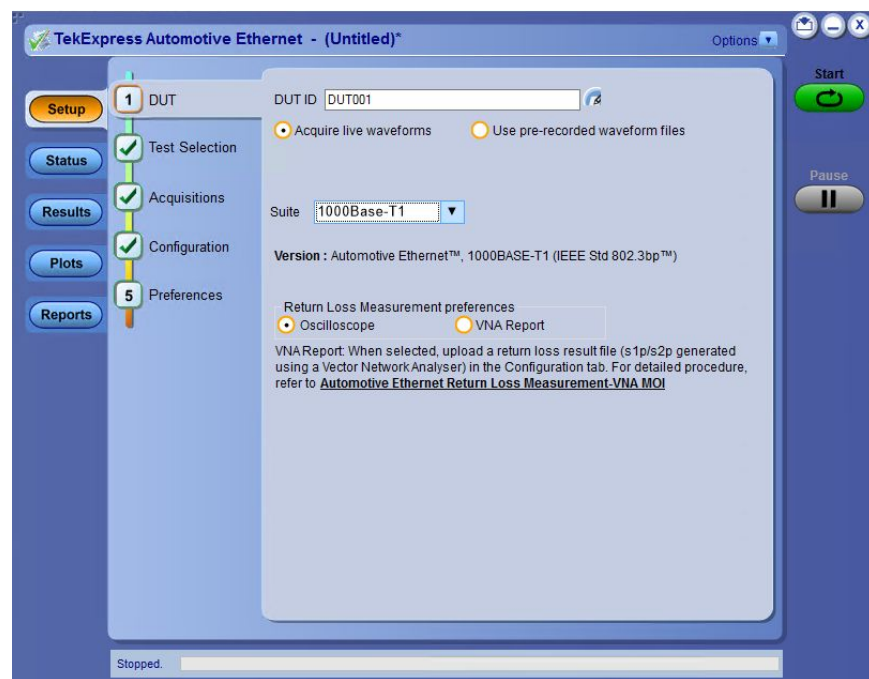 TekExpress Automotive Ethernet - (Untitled)*
Options
Start
Pause
Setup
Status
Results
Plots
Reports
1 DUT
Test Selection
Acquisitions
Configuration
5 Preferences
DUT ID DUT001
Acquire live waveforms Use pre-recorded waveform files
Suite 1000Base-T1
Version : Automotive Ethernet™, 1000BASE-T1 (IEEE Std 802.3bp™)
Return Loss Measurement preferences
Oscilloscope VNA Report
VNA Report: When selected, upload a return loss result file (s1p/s2p generated
using a Vector Network Analyser) in the Configuration tab. For detailed procedure,
refer to Automotive Ethernet Return Loss Measurement-VNA MOI
Stopped.